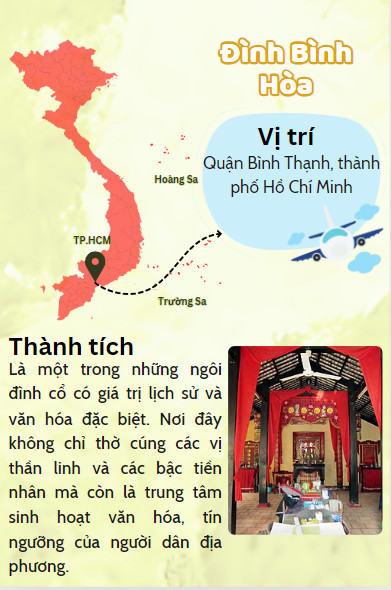 Đình Bình
Hòa
Vị trí
Quận Bình Thạnh, thành
phố Hồ Chí Minh
Hoàng Sa
TP.HCM
Trường Sa
Thành tích
Là một trong những ngôi
đình cổ có giá trị lịch sử và
văn hóa đặc biệt. Nơi đây
không chỉ thờ cúng các vị
thần linh và các bậc tiền
nhân mà còn là trung tâm
sinh hoạt văn hóa, tín
ngưỡng của người dân địa
phương.